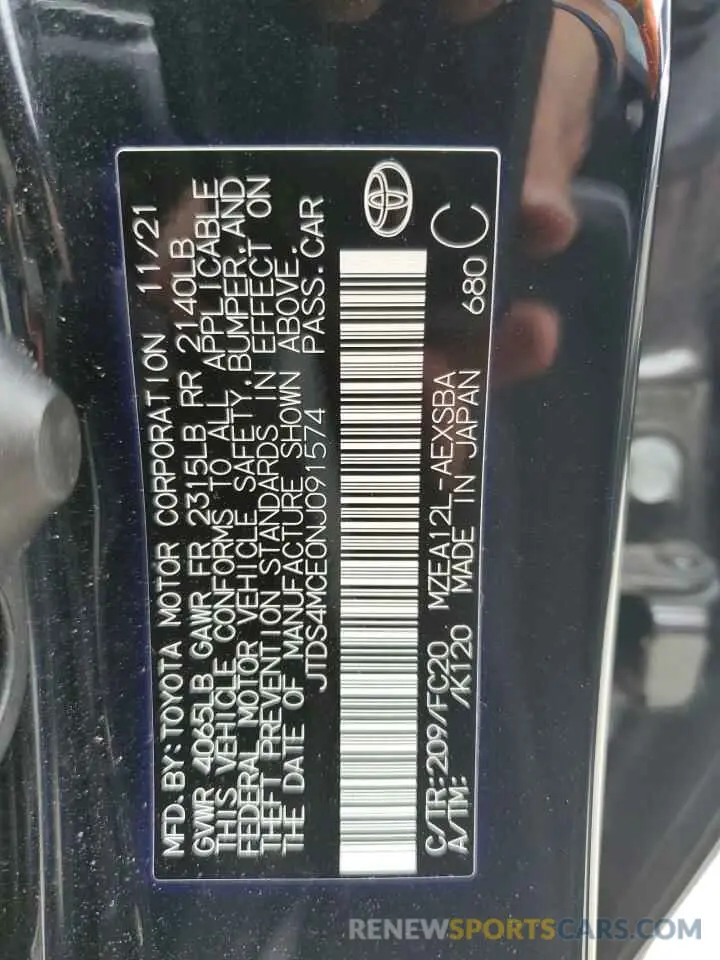 MFD. BY: TOYOTA MOTOR CORPORATION 11/21
GVWR 4065LB GAWR FR 2315LB RR 2140LB
THIS VEHICLE CONFORMS TO ALL APPLICABLE
FEDERAL MOTOR VEHICLE SAFETY, BUMPER, AND
THEFT PREVENTION STANDARDS IN EFFECT ON
THE DATE OF MANUFACTURE SHOWN ABOVE.
JTDS4MCE0NJ091574 PASS. CAR
C/TR: 209/FC20 MZEA12L-AEXSBA 680 C
A/TM: /K120 MADE IN JAPAN
RENEWSPORTSCARS.COM